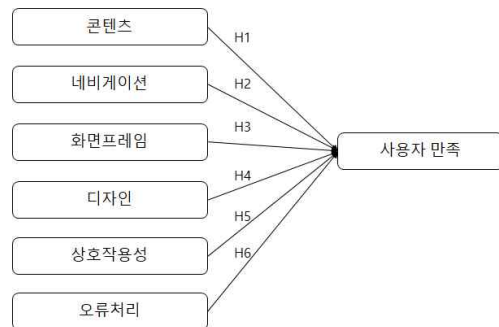 콘텐츠
H1
네비게이션
H2
화면프레임
H3
사용자 만족
디자인
H4
상호작용성
H5
오류처리
H6